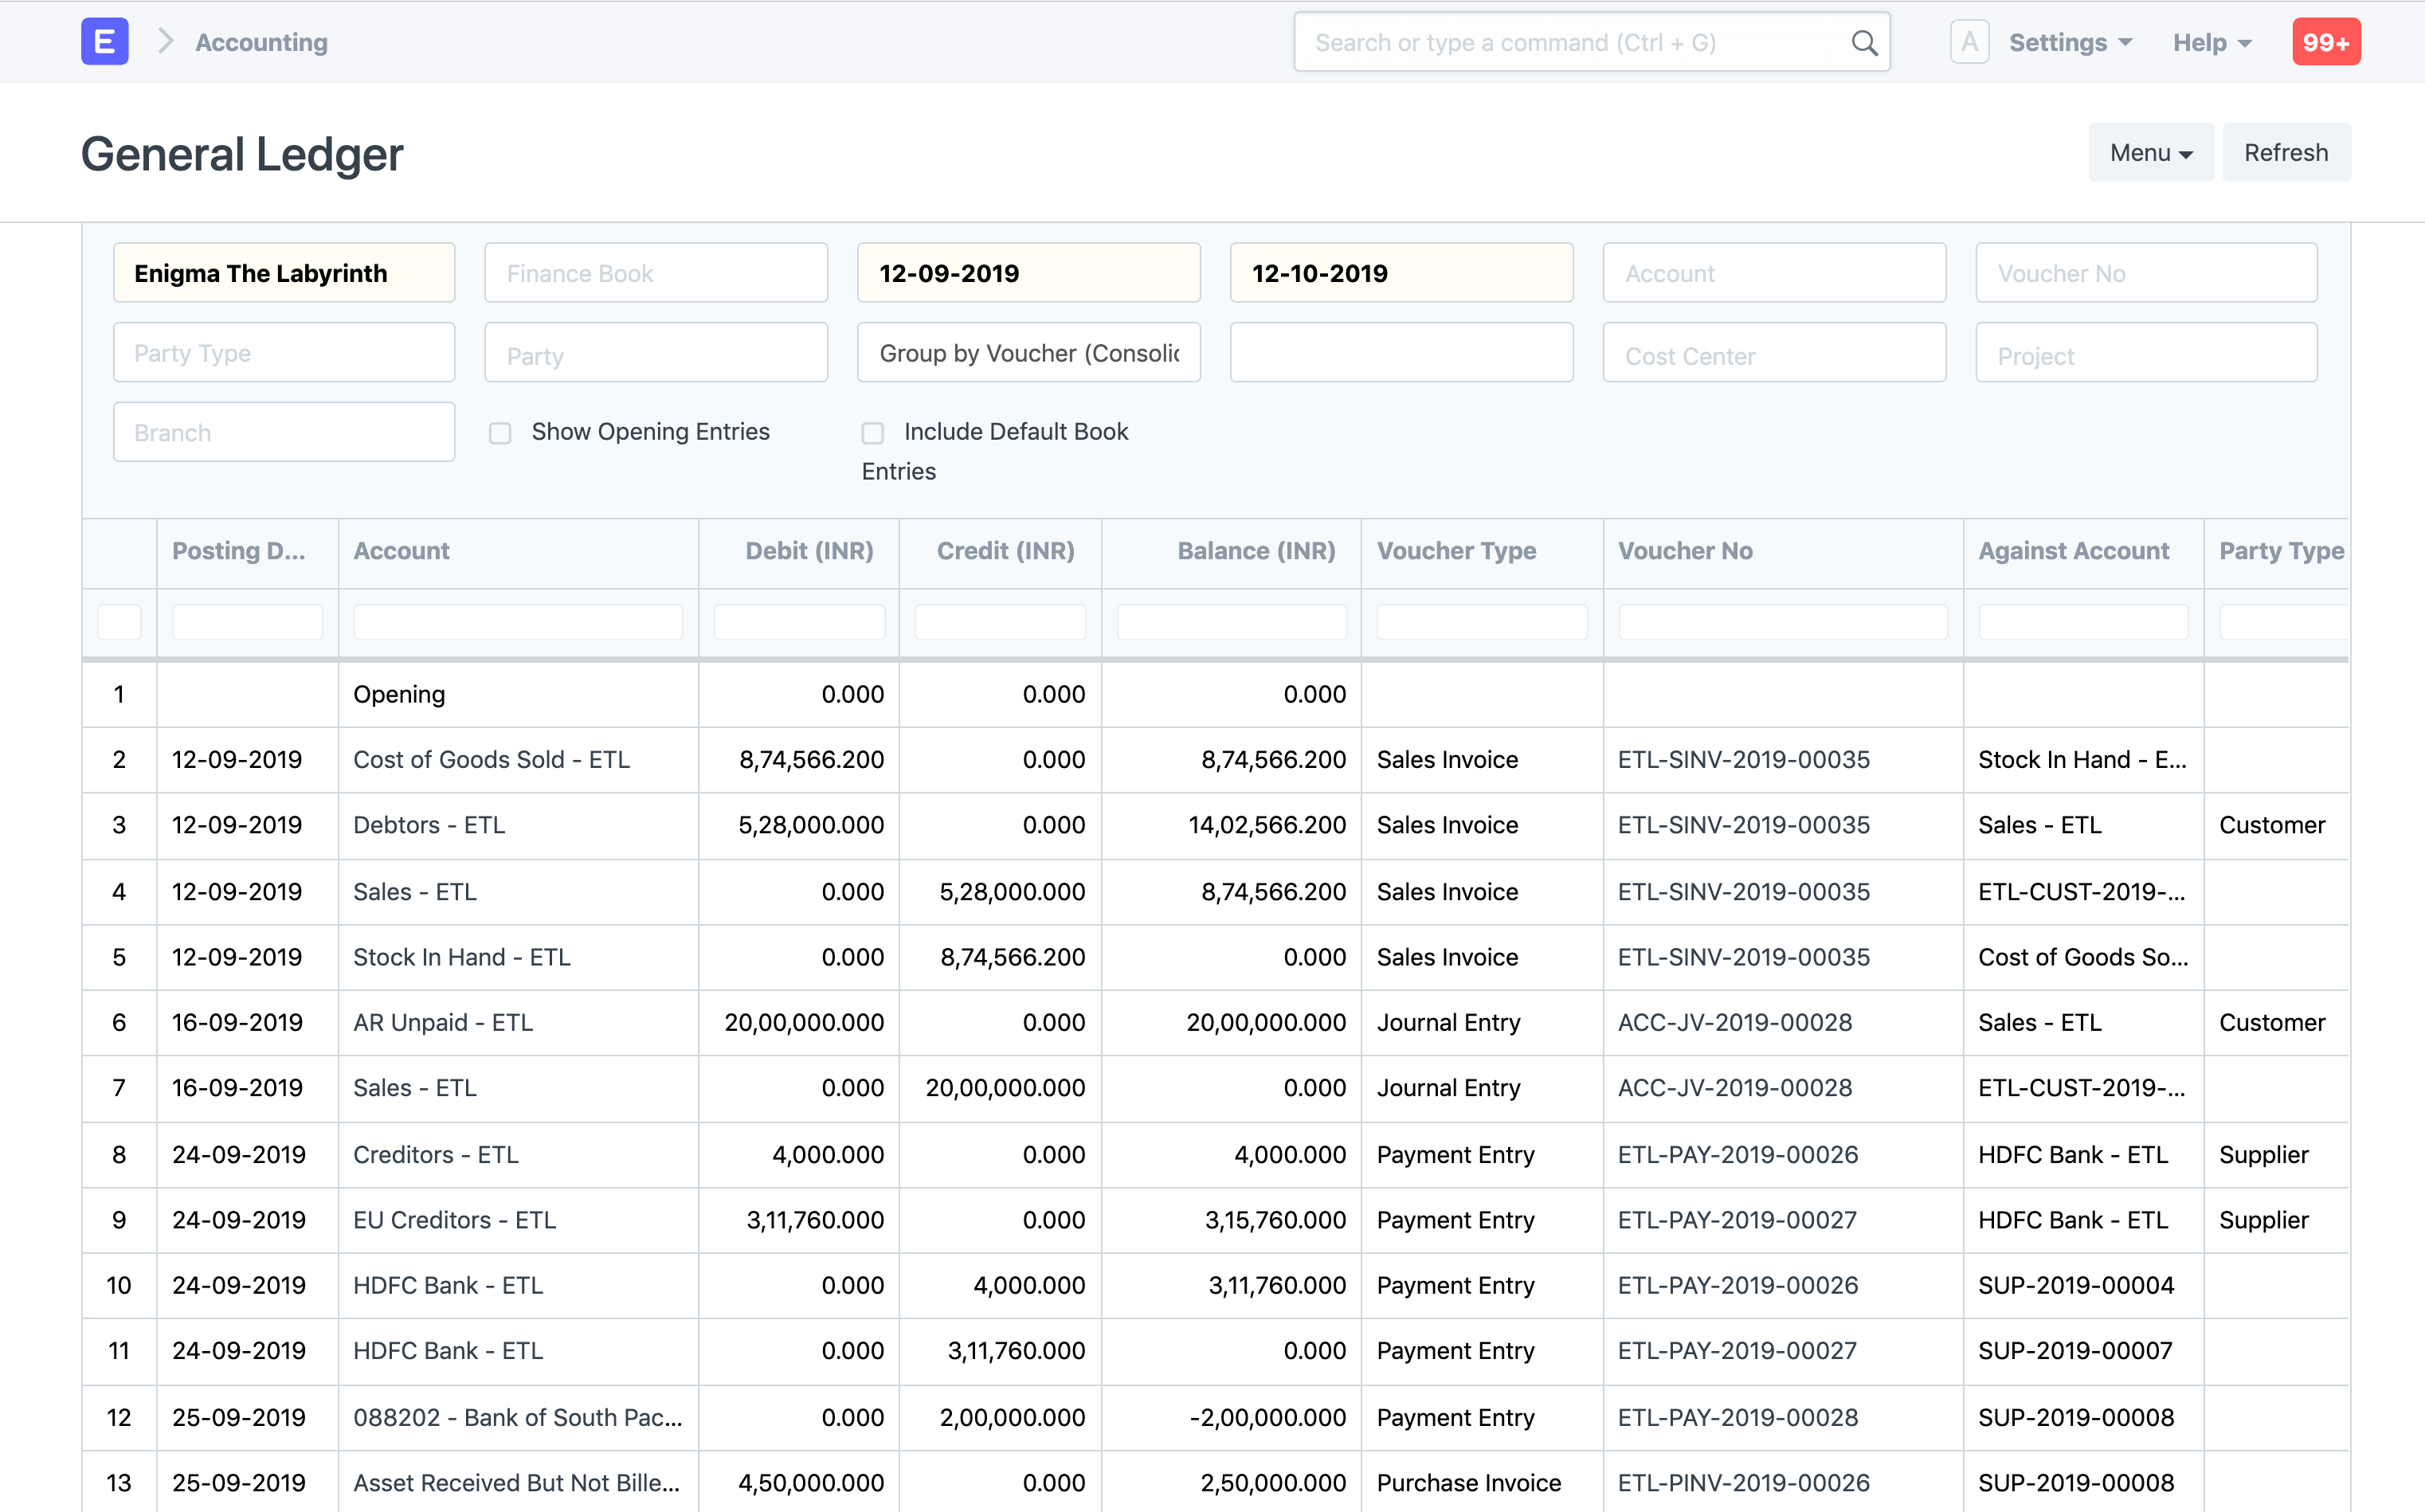 E Accounting Search or type a command (Ctrl + G) A Settings Help 99+
General Ledger Menu Refresh
Enigma The Labyrinth Finance Book 12-09-2019 12-10-2019 Account Voucher No
Party Type Party Group by Voucher (Consolic Cost Center Project
Branch Show Opening Entries Include Default Book
Entries
Posting D... Account Debit (INR) Credit (INR) Balance (INR) Voucher Type Voucher No Against Account Party Type
1 Opening 0.000 0.000 0.000
2 12-09-2019 Cost of Goods Sold - ETL 8,74,566.200 0.000 8,74,566.200 Sales Invoice ETL-SINV-2019-00035 Stock In Hand - E...
3 12-09-2019 Debtors - ETL 5,28,000.000 0.000 14,02,566.200 Sales Invoice ETL-SINV-2019-00035 Sales - ETL Customer
4 12-09-2019 Sales - ETL 0.000 5,28,000.000 8,74,566.200 Sales Invoice ETL-SINV-2019-00035 ETL-CUST-2019-...
5 12-09-2019 Stock In Hand - ETL 0.000 8,74,566.200 0.000 Sales Invoice ETL-SINV-2019-00035 Cost of Goods So...
6 16-09-2019 AR Unpaid - ETL 20,00,000.000 0.000 20,00,000.000 Journal Entry ACC-JV-2019-00028 Sales - ETL Customer
7 16-09-2019 Sales - ETL 0.000 20,00,000.000 0.000 Journal Entry ACC-JV-2019-00028 ETL-CUST-2019-...
8 24-09-2019 Creditors - ETL 4,000.000 0.000 4,000.000 Payment Entry ETL-PAY-2019-00026 HDFC Bank - ETL Supplier
9 24-09-2019 EU Creditors - ETL 3,11,760.000 0.000 3,15,760.000 Payment Entry ETL-PAY-2019-00027 HDFC Bank - ETL Supplier
10 24-09-2019 HDFC Bank - ETL 0.000 4,000.000 3,11,760.000 Payment Entry ETL-PAY-2019-00026 SUP-2019-00004
11 24-09-2019 HDFC Bank - ETL 0.000 3,11,760.000 0.000 Payment Entry ETL-PAY-2019-00027 SUP-2019-00007
12 25-09-2019 088202 - Bank of South Pac... 0.000 2,00,000.000 -2,00,000.000 Payment Entry ETL-PAY-2019-00028 SUP-2019-00008
13 25-09-2019 Asset Received But Not Bille... 4,50,000.000 0.000 2,50,000.000 Purchase Invoice ETL-PINV-2019-00026 SUP-2019-00008